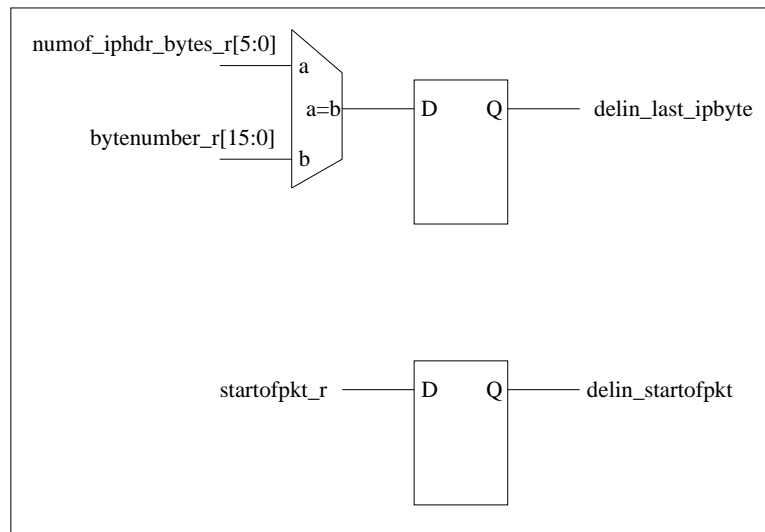 numof_iphdr_bytes_r[5:0]
a
a=b
D
Q
delin_last_ipbyte
bytenumber_r[15:0]
b
startofpkt_r
D
Q
delin_startofpkt